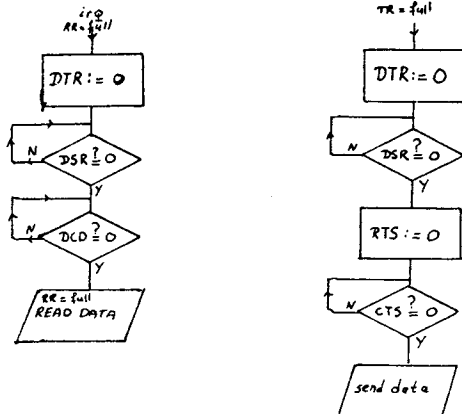 irq
RR = full
DTR := 0
N
DSR ≟ 0
Y
N
DCD ≟ 0
Y
RR = full
READ DATA
TR = full
DTR := 0
N
DSR ≟ 0
Y
RTS := 0
N
CTS ≟ 0
Y
send data